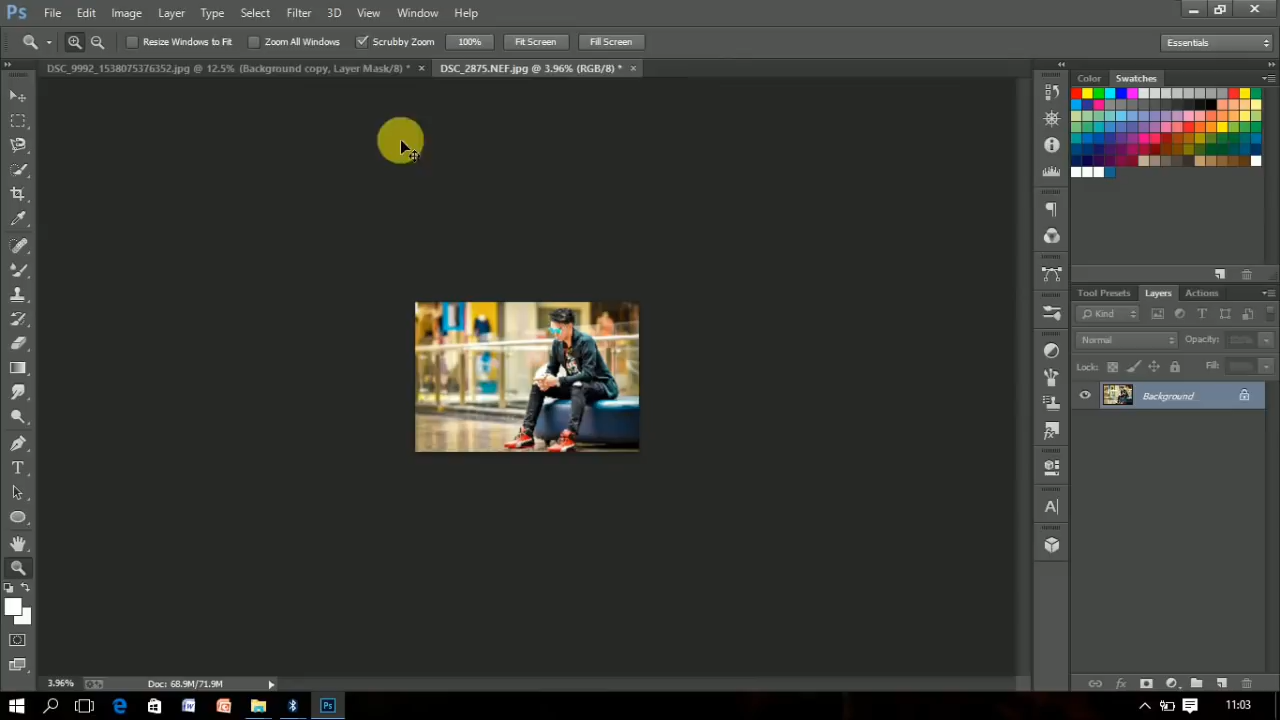 Ps File Edit Image Layer Type Select Filter 3D View Window Help
Resize Windows to Fit Zoom All Windows Scrubby Zoom 100% Fit Screen Fill Screen Essentials
DSC_9992_1538075376352.jpg @ 12.5% (Background copy, Layer Mask/8) * DSC_2875.NEF.jpg @ 3.96% (RGB/8) *
Color Swatches
Tool Presets Layers Actions
Kind
Normal Opacity:
Lock: Fill:
Background
3.96% Doc: 68.9M/71.9M
11:03